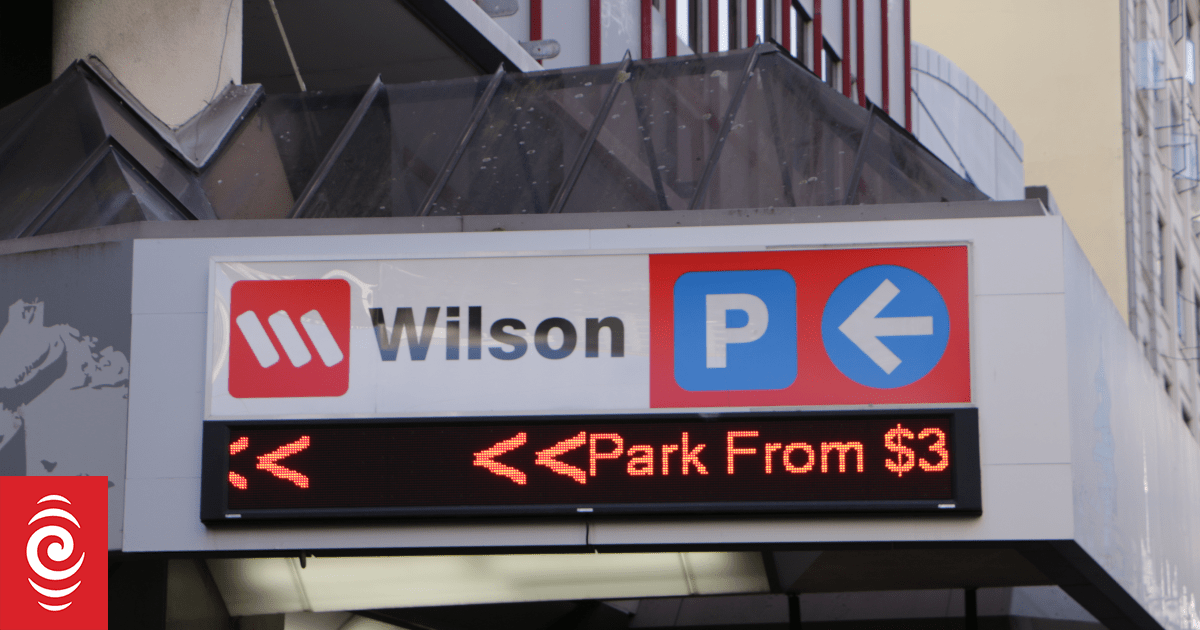 Wilson P
<< <<Park From $3